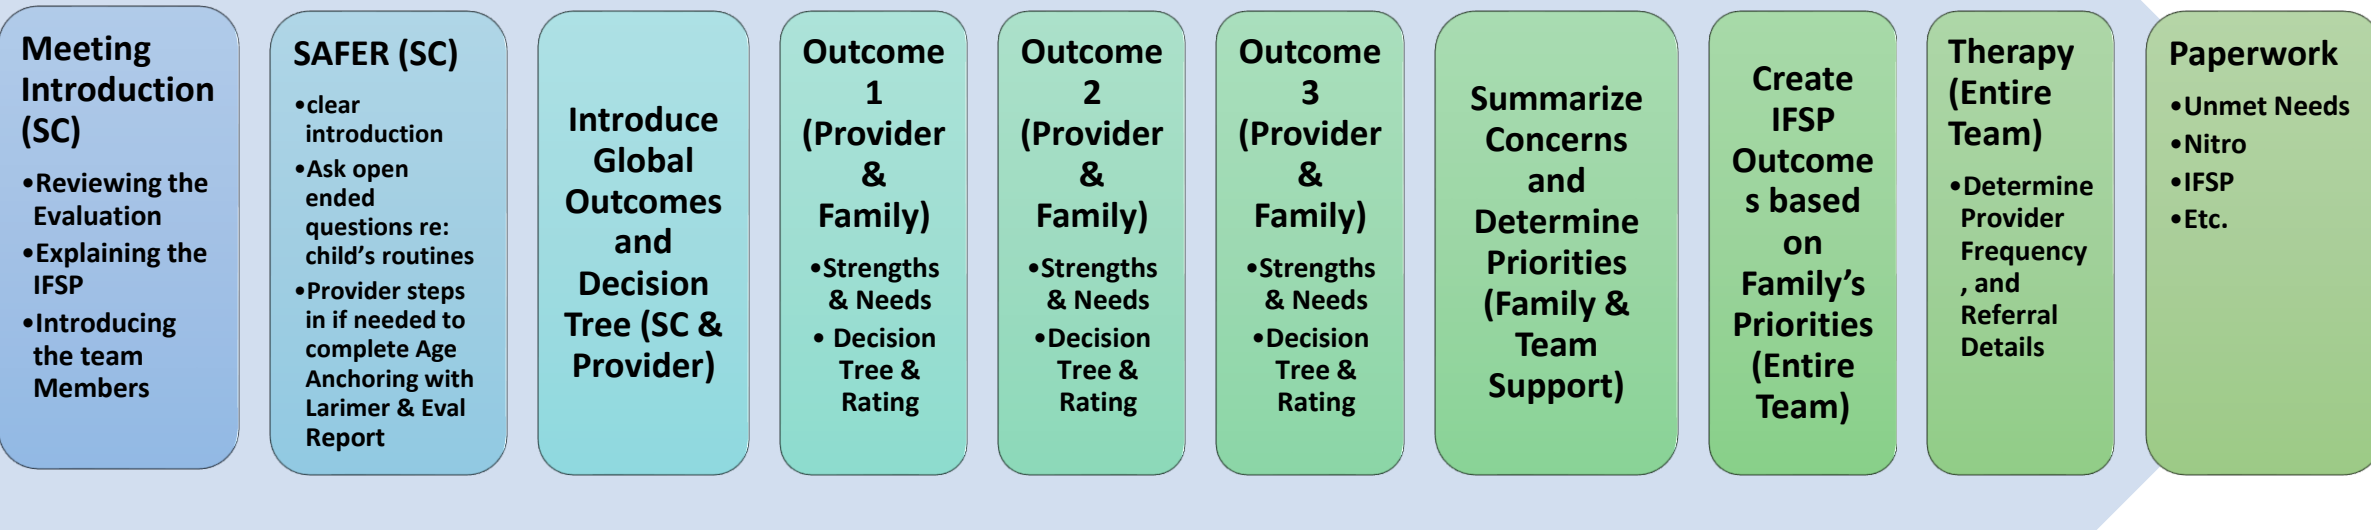 Meeting
Introduction
(SC)
•Reviewing the
Evaluation
•Explaining the
IFSP
•Introducing
the team
Members
SAFER (SC)
•clear
introduction
•Ask open
ended
questions re:
child's routines
•Provider steps
in if needed to
complete Age
Anchoring with
Larimer & Eval
Report
Introduce
Global
Outcomes
and
Decision
Tree (SC &
Provider)
Outcome
1
(Provider
&
Family)
•Strengths
& Needs
• Decision
Tree &
Rating
Outcome
2
(Provider
&
Family)
•Strengths
& Needs
•Decision
Tree &
Rating
Outcome
3
(Provider
&
Family)
•Strengths
& Needs
•Decision
Tree &
Rating
Summarize
Concerns
and
Determine
Priorities
(Family &
Team
Support)
Create
IFSP
Outcome
s based
on
Family's
Priorities
(Entire
Team)
Therapy
(Entire
Team)
•Determine
Provider
Frequency
, and
Referral
Details
Paperwork
•Unmet Needs
•Nitro
•IFSP
•Etc.